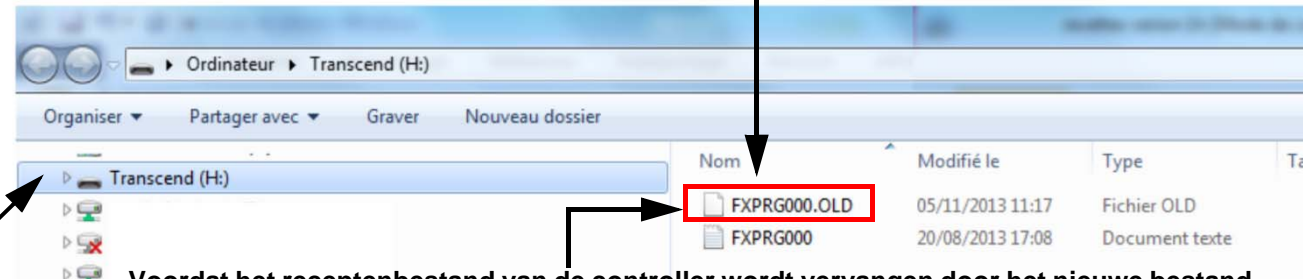 Ordinateur ▸ Transcend (H:)
Organiser ▼ Partager avec ▼ Graver Nouveau dossier
Nom Modifié le Type Ta
Transcend (H:)
FXPRG000.OLD 05/11/2013 11:17 Fichier OLD
FXPRG000 20/08/2013 17:08 Document texte
Voordat het receptenbestand van de controller wordt vervangen door het nieuwe bestand